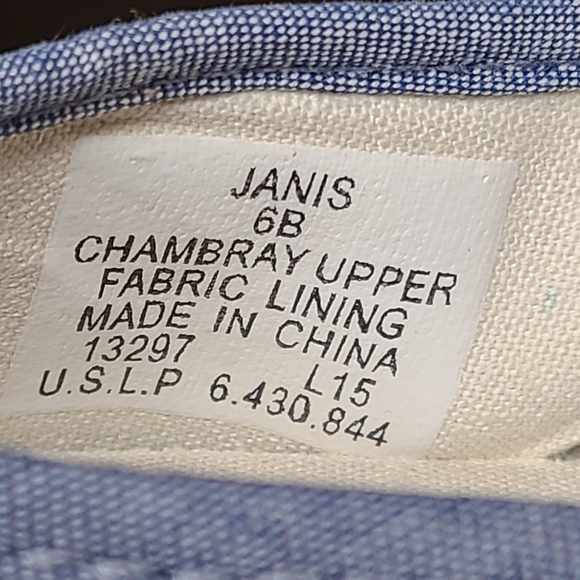 JANIS
6B
CHAMBRAY UPPER
FABRIC LINING
MADE IN CHINA
13297 L15
U.S.L.P 6.430.844